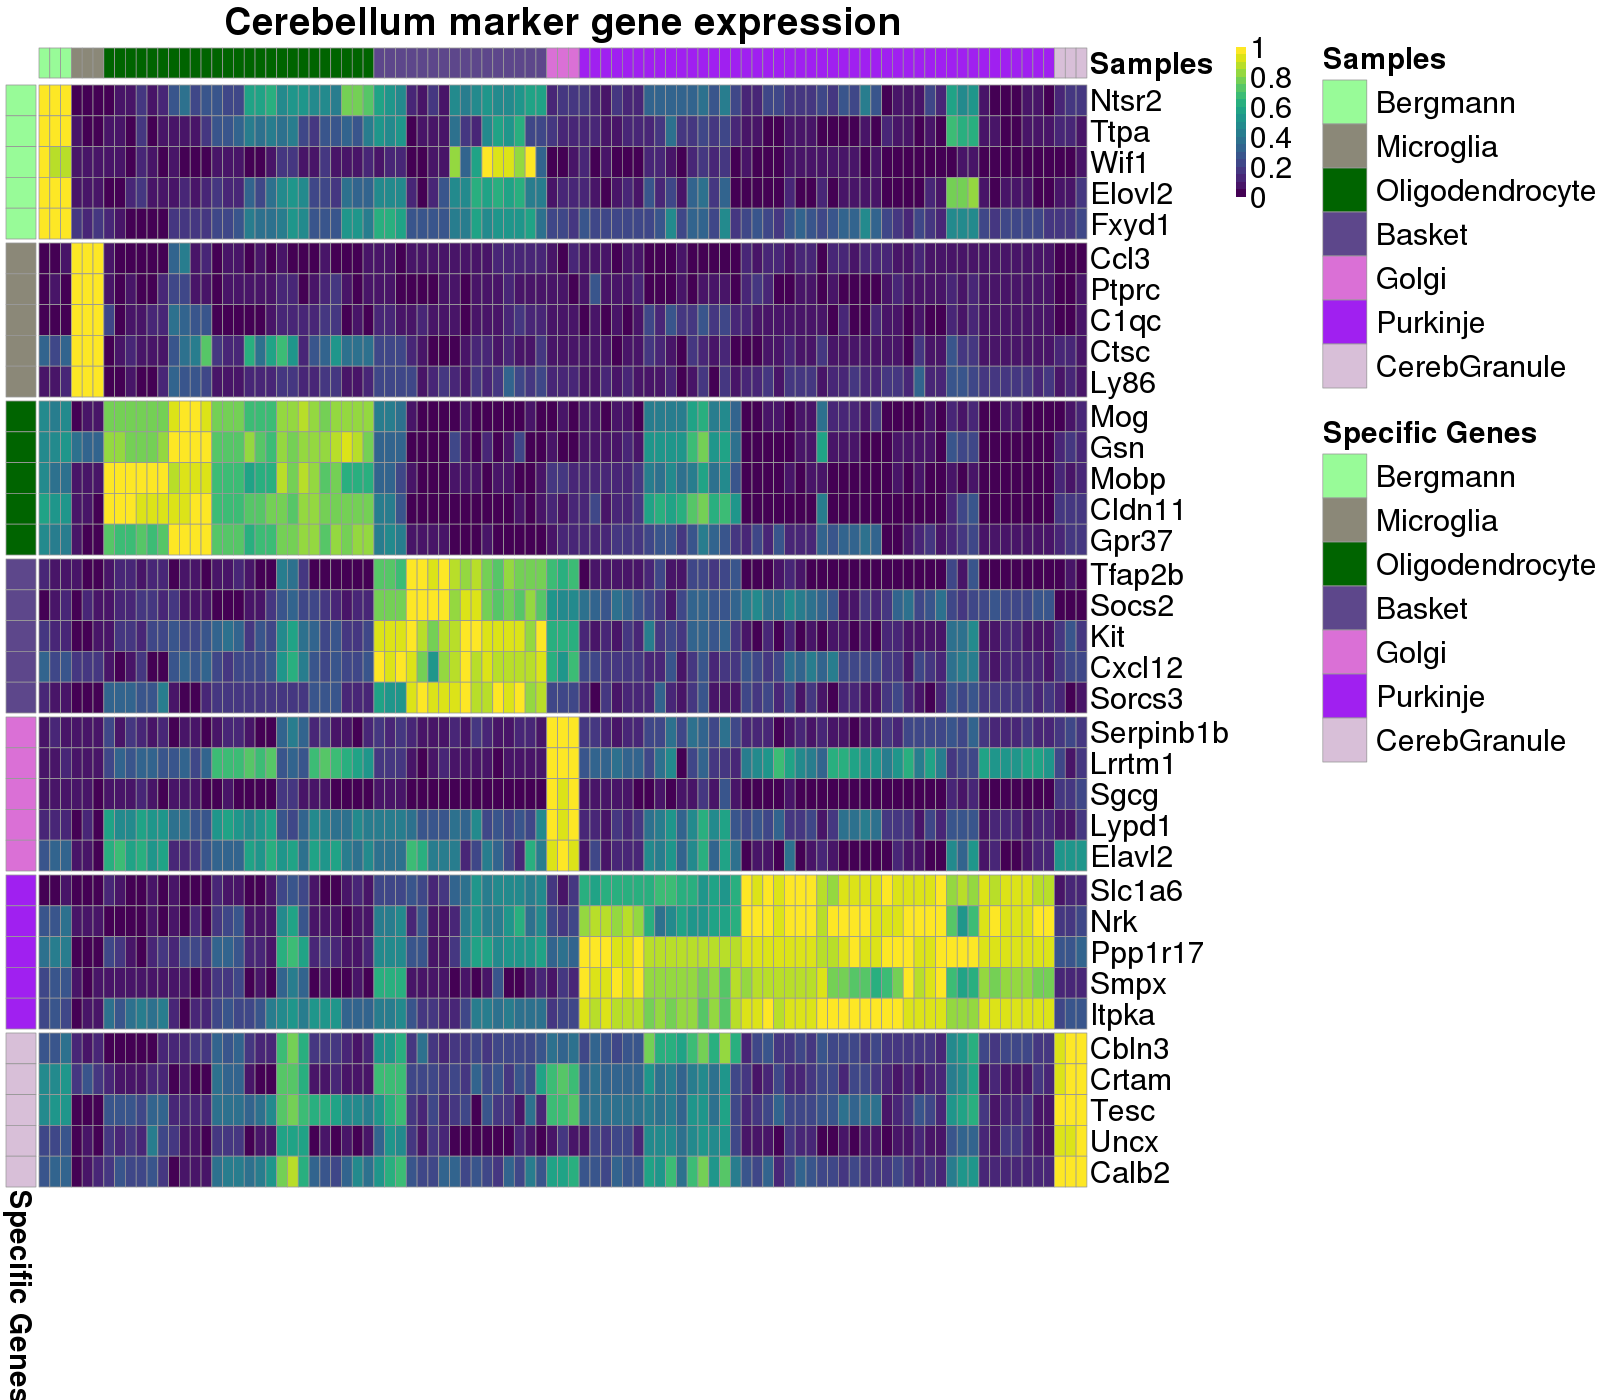 Cerebellum marker gene expression
Samples
1
0.8
0.6
0.4
0.2
0
Ntsr2
Ttpa
Wif1
Elovl2
Fxyd1
Ccl3
Ptprc
C1qc
Ctsc
Ly86
Mog
Gsn
Mobp
Cldn11
Gpr37
Tfap2b
Socs2
Kit
Cxcl12
Sorcs3
Serpinb1b
Lrrtm1
Sgcg
Lypd1
Elavl2
Slc1a6
Nrk
Ppp1r17
Smpx
Itpka
Cbln3
Crtam
Tesc
Uncx
Calb2
Specific Genes
Samples
Bergmann
Microglia
Oligodendrocyte
Basket
Golgi
Purkinje
CerebGranule
Specific Genes
Bergmann
Microglia
Oligodendrocyte
Basket
Golgi
Purkinje
CerebGranule